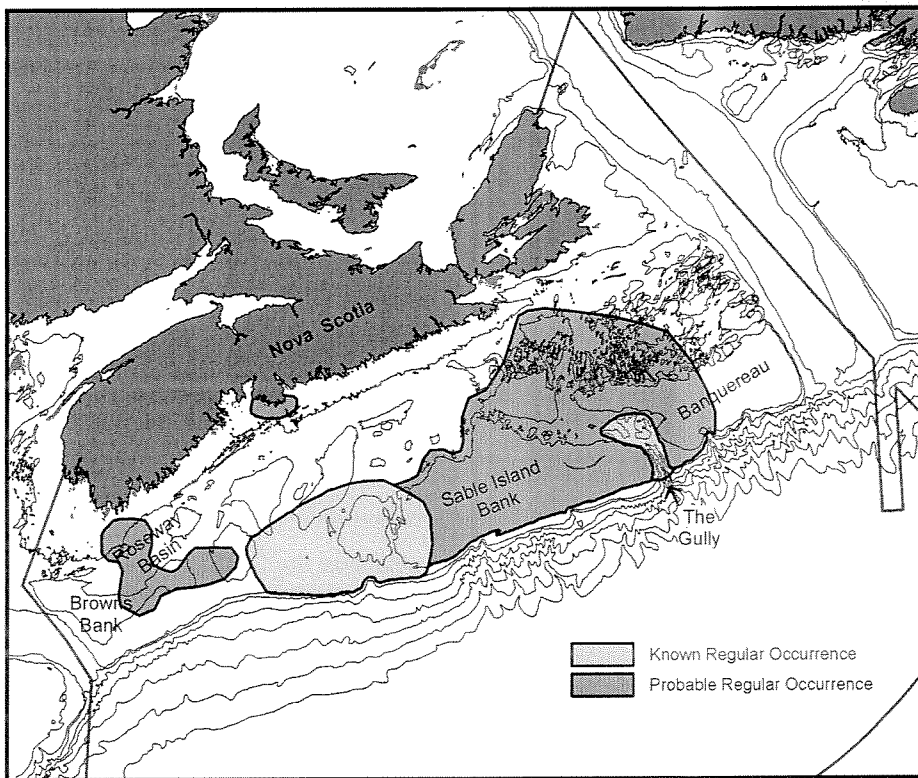 Nova Scotia
Banquereau
Sable Island
Bank
The
Gully
Roseway
Basin
Browns
Bank
Known Regular Occurrence
Probable Regular Occurrence